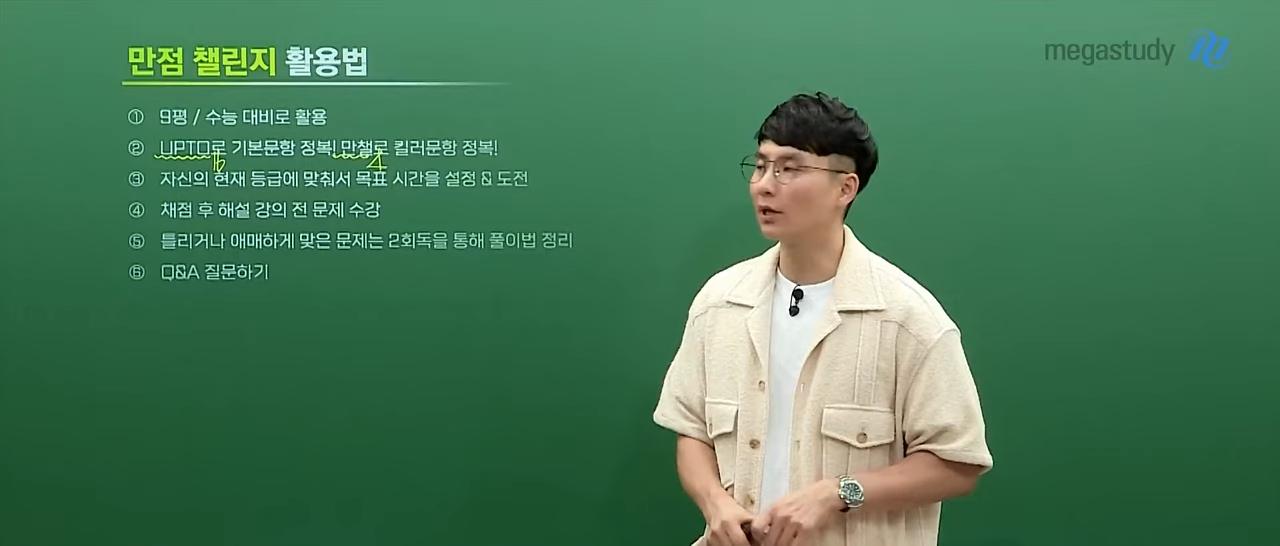 만점 챌린지 활용법
megastudy
① 9평 / 수능 대비로 활용
② UPTO로 기본문항 정복! 만챌로 킬러문항 정복!
16 4
③ 자신의 현재 등급에 맞춰서 목표 시간을 설정 & 도전
④ 채점 후 해설 강의 전 문제 수강
⑤ 틀리거나 애매하게 맞은 문제는 2회독을 통해 풀이법 정리
⑥ Q&A 질문하기